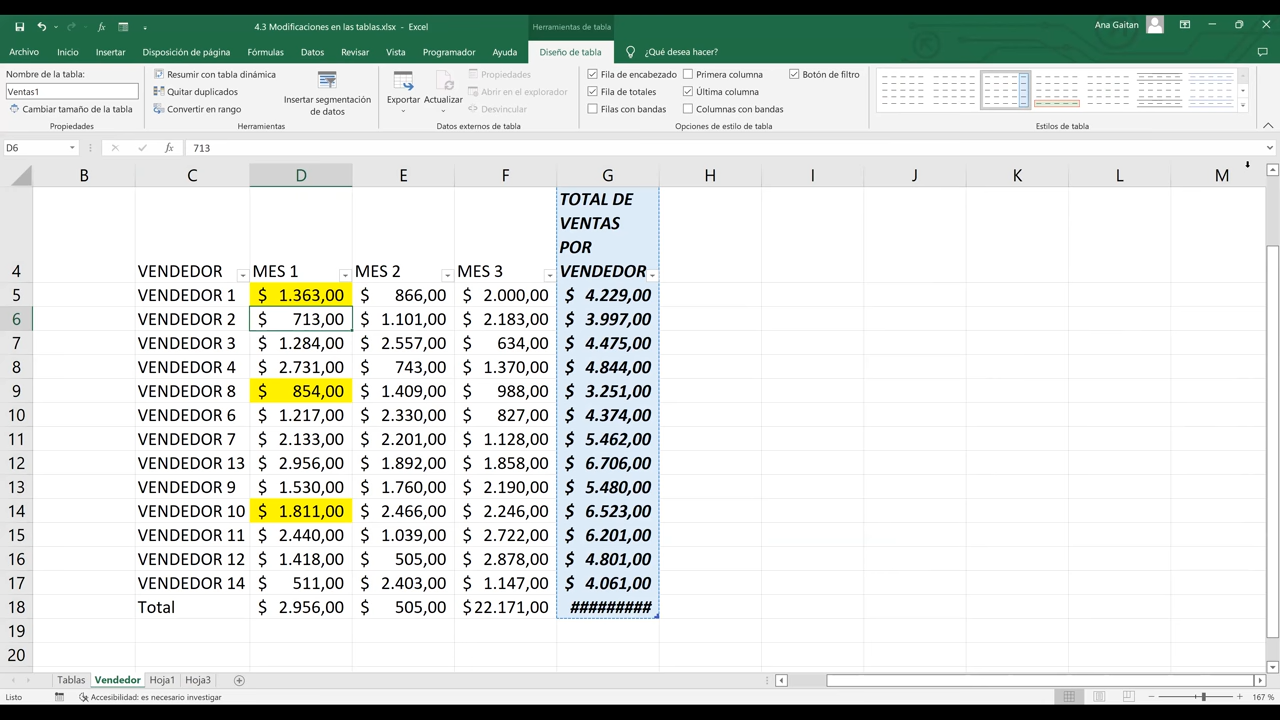 4.3 Modificaciones en las tablas.xlsx - Excel
Herramientas de tabla
Ana Gaitan
Archivo Inicio Insertar Disposición de página Fórmulas Datos Revisar Vista Programador Ayuda Diseño de tabla ¿Qué desea hacer?
Nombre de la tabla:
Ventas1
Cambiar tamaño de la tabla
Propiedades
Resumir con tabla dinámica
Quitar duplicados
Convertir en rango
Insertar segmentación de datos
Herramientas
Exportar Actualizar
Propiedades
Datos externos de tabla
Fila de encabezado Primera columna Botón de filtro
Fila de totales Última columna
Filas con bandas Columnas con bandas
Opciones de estilo de tabla
Estilos de tabla
D6 fx 713
B C D E F G H I J K L M
TOTAL DE
VENTAS
POR
4 VENDEDOR MES 1 MES 2 MES 3 VENDEDOR
5 VENDEDOR 1 $ 1.363,00 $ 866,00 $ 2.000,00 $ 4.229,00
6 VENDEDOR 2 $ 713,00 $ 1.101,00 $ 2.183,00 $ 3.997,00
7 VENDEDOR 3 $ 1.284,00 $ 2.557,00 $ 634,00 $ 4.475,00
8 VENDEDOR 4 $ 2.731,00 $ 743,00 $ 1.370,00 $ 4.844,00
9 VENDEDOR 8 $ 854,00 $ 1.409,00 $ 988,00 $ 3.251,00
10 VENDEDOR 6 $ 1.217,00 $ 2.330,00 $ 827,00 $ 4.374,00
11 VENDEDOR 7 $ 2.133,00 $ 2.201,00 $ 1.128,00 $ 5.462,00
12 VENDEDOR 13 $ 2.956,00 $ 1.892,00 $ 1.858,00 $ 6.706,00
13 VENDEDOR 9 $ 1.530,00 $ 1.760,00 $ 2.190,00 $ 5.480,00
14 VENDEDOR 10 $ 1.811,00 $ 2.466,00 $ 2.246,00 $ 6.523,00
15 VENDEDOR 11 $ 2.440,00 $ 1.039,00 $ 2.722,00 $ 6.201,00
16 VENDEDOR 12 $ 1.418,00 $ 505,00 $ 2.878,00 $ 4.801,00
17 VENDEDOR 14 $ 511,00 $ 2.403,00 $ 1.147,00 $ 4.061,00
18 Total $ 2.956,00 $ 505,00 $ 22.171,00 #########
19
20
Tablas Vendedor Hoja1 Hoja3
Listo Accesibilidad: es necesario investigar 167 %